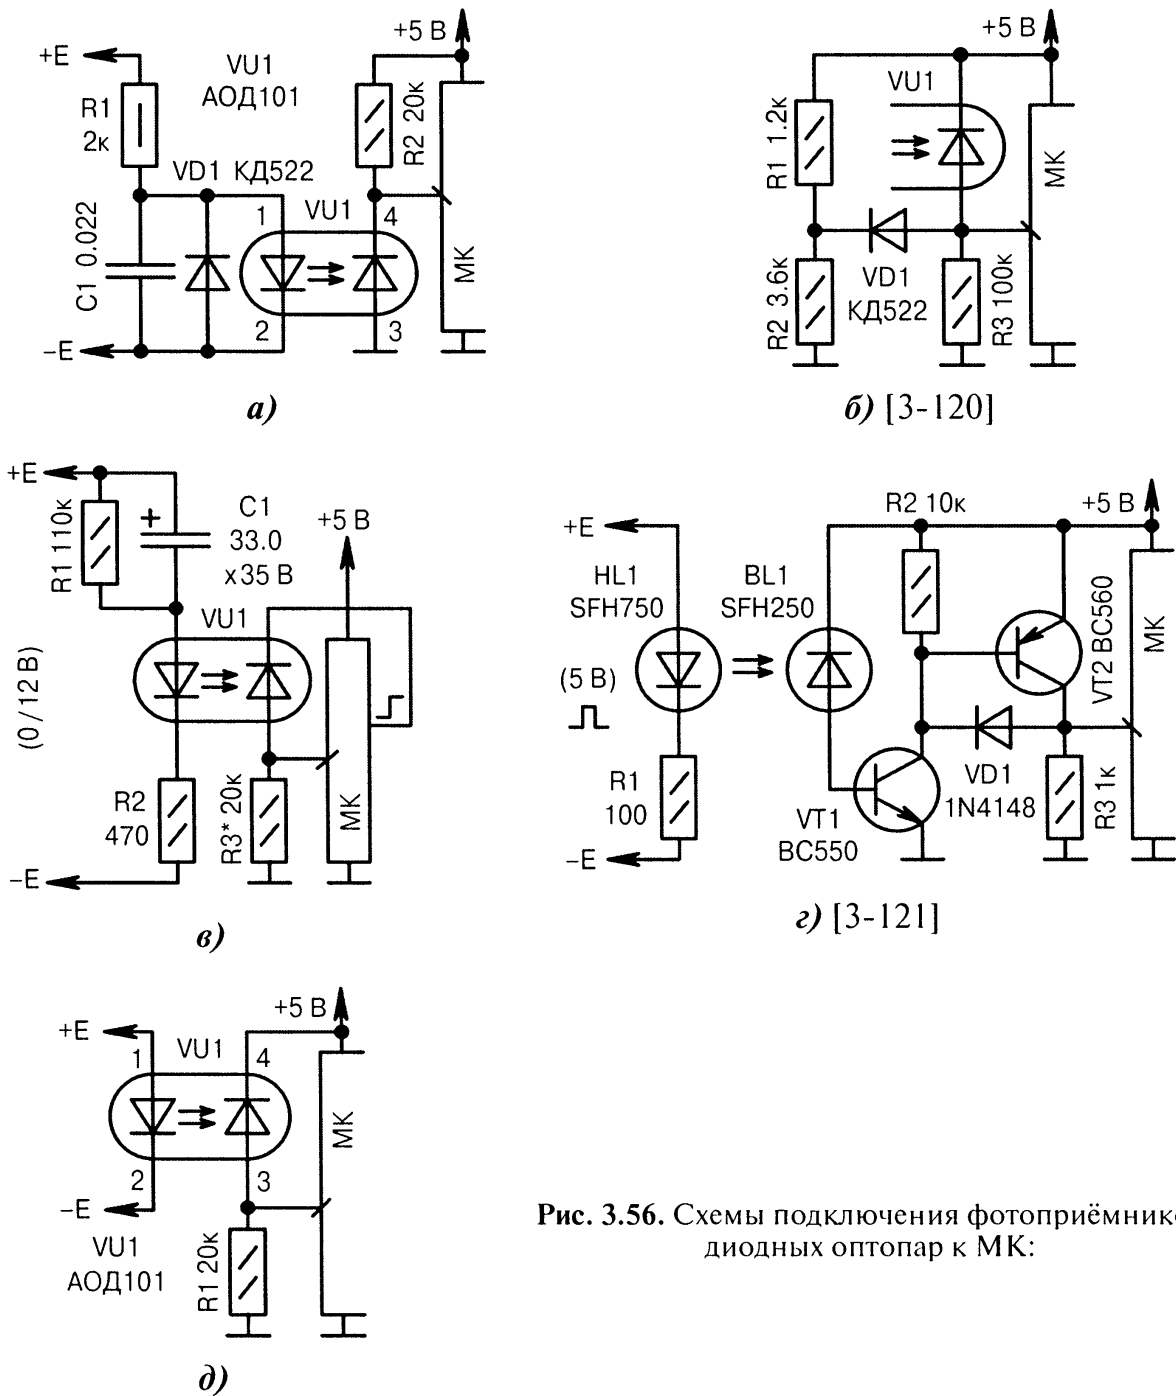 +E
VU1
АОД101
+5 В
R1
2к
R2 20к
VD1 КД522
C1 0.022
1
VU1
4
2
3
МК
–E
а)
+5 В
VU1
R1 1.2к
МК
VD1
КД522
R2 3.6к
R3 100к
б) [3-120]
+E
R1 110к
+
C1
33.0
x35 В
+5 В
VU1
(0/12 В)
R2
470
R3* 20к
МК
–E
в)
R2 10к
+5 В
+E
HL1
SFH750
BL1
SFH250
VT2 BC560
МК
(5 В)
R1
100
VD1
1N4148
VT1
BC550
R3 1к
–E
г) [3-121]
+5 В
+E
1
VU1
4
МК
2
3
–E
VU1
АОД101
R1 20к
д)
Рис. 3.56. Схемы подключения фотоприёмник
диодных оптопар к МК: